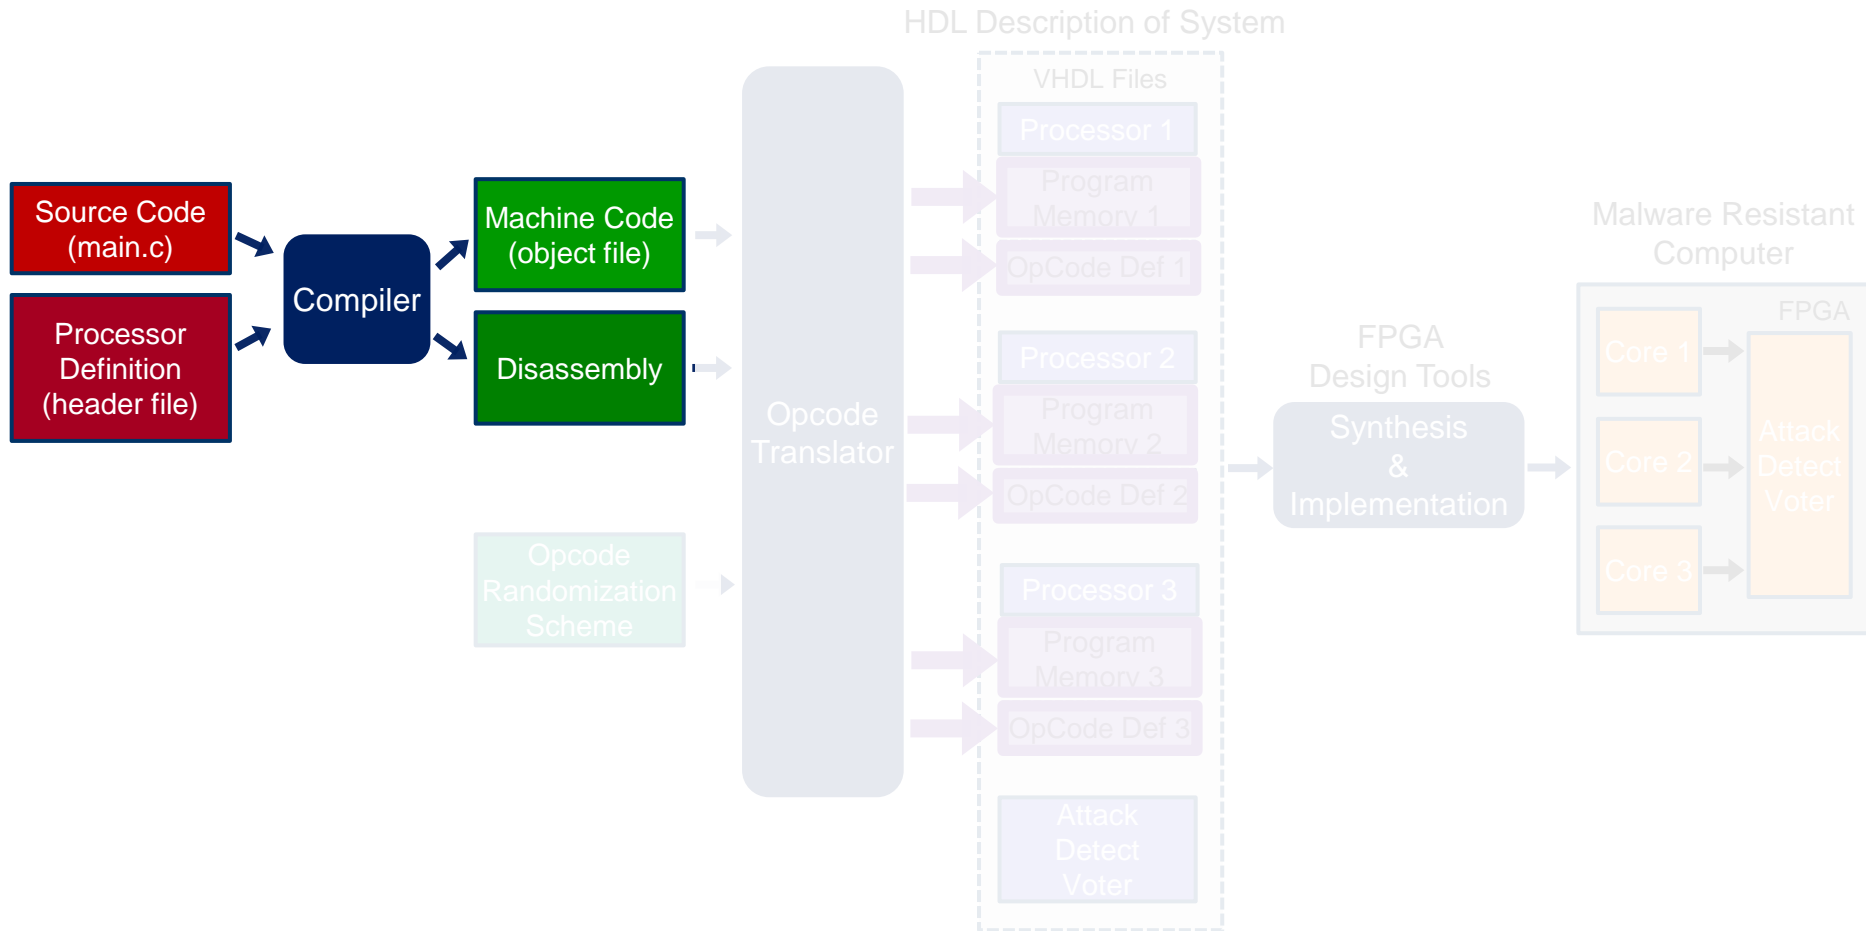 HDL Description of System
VHDL Files
Processor 1
Program
Memory 1
OpCode Def 1
Source Code
(main.c)
Processor
Definition
(header file)
Compiler
Machine Code
(object file)
Disassembly
Opcode
Randomization
Scheme
Opcode
Translator
Processor 2
Program
Memory 2
OpCode Def 2
Processor 3
Program
Memory 3
OpCode Def 3
Attack
Detect
Voter
FPGA
Design Tools
Synthesis
&
Implementation
Malware Resistant
Computer
FPGA
Core 1
Core 2
Core 3
Attack
Detect
Voter